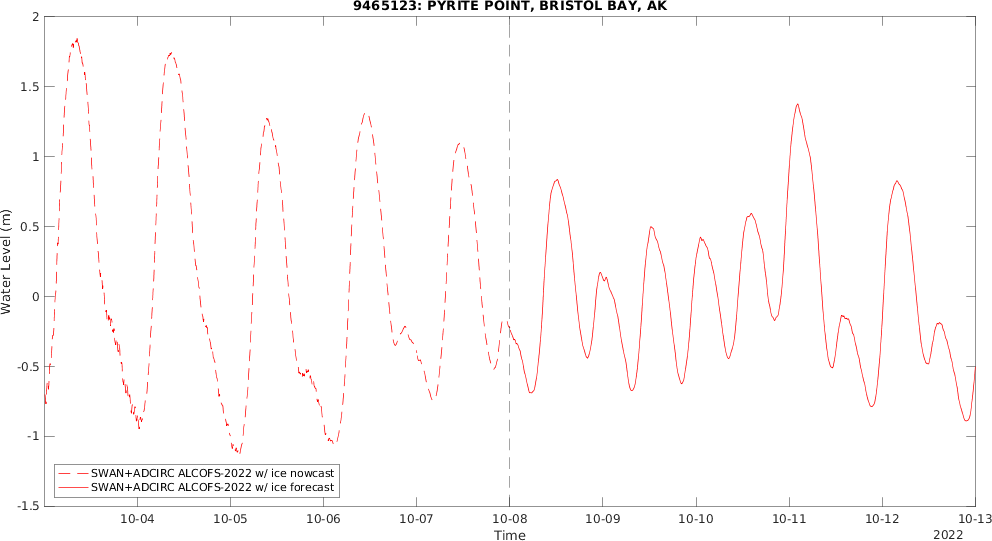 9465123: PYRITE POINT, BRISTOL BAY, AK
2
1.5
1
0.5
0
-0.5
-1
-1.5
Water Level (m)
SWAN+ADCIRC ALCOFS-2022 w/ ice nowcast
SWAN+ADCIRC ALCOFS-2022 w/ ice forecast
10-04 10-05 10-06 10-07 10-08 10-09 10-10 10-11 10-12 10-13
Time
2022